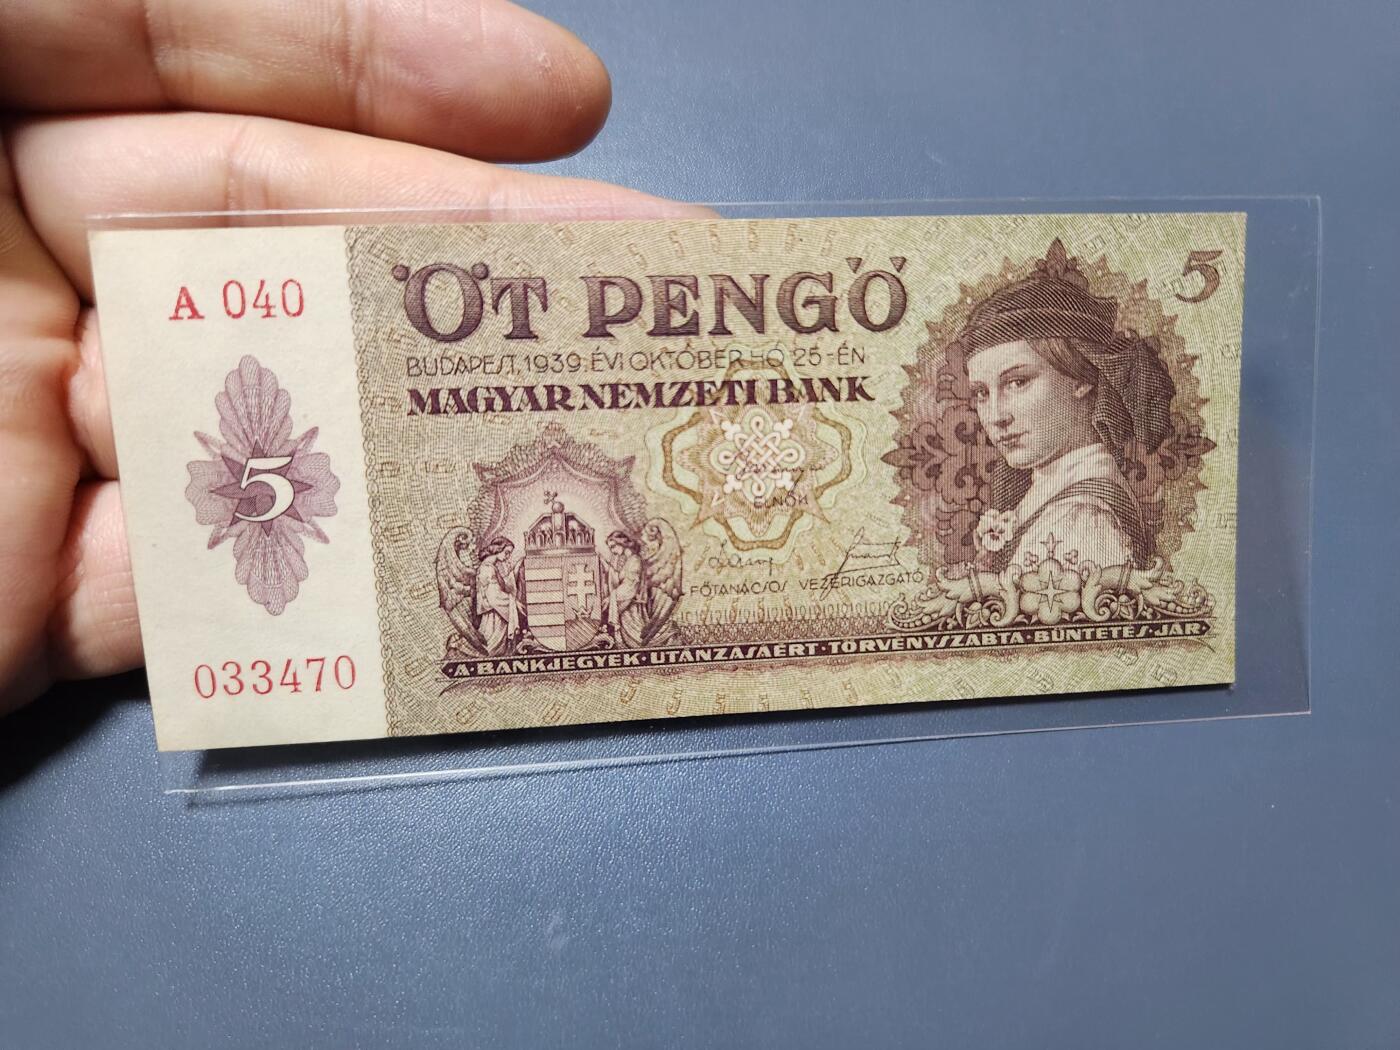 A 040
5
033470
ÖT PENGŐ
BUDAPEST, 1939. ÉVI OKTÓBER HÓ 25-ÉN
MAGYAR NEMZETI BANK
5
ELNÖK
FŐTANÁCSOS VEZÉRIGAZGATÓ
A·BANKJEGYEK·UTÁNZÁSÁÉRT·TÖRVÉNYSZABTA·BÜNTETÉS·JÁR·